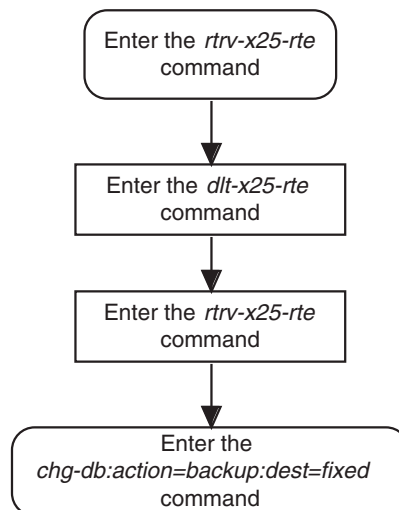 Enter the rtrv-x25-rte
command
Enter the dlt-x25-rte
command
Enter the rtrv-x25-rte
command
Enter the
chg-db:action=backup:dest=fixed
command